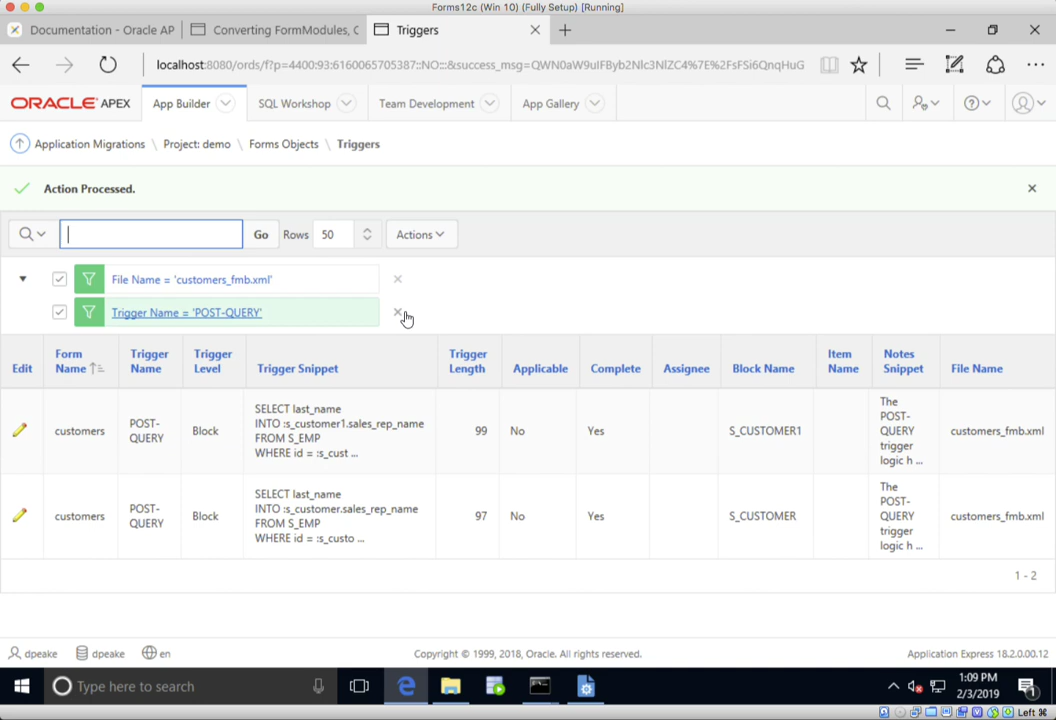 Forms12c (Win 10) (Fully Setup) [Running]
Documentation - Oracle AP
Converting FormModules, C
Triggers
localhost:8080/ords/f?p=4400:93:6160065705387::NO:::&success_msg=QWN0aW9uIFByb2Nlc3NlZC4%7E%2FsFSi6QnqHuG
ORACLE APEX
App Builder
SQL Workshop
Team Development
App Gallery
Application Migrations \ Project: demo \ Forms Objects \ Triggers
Action Processed.
Go
Rows
50
Actions
File Name = 'customers_fmb.xml'
Trigger Name = 'POST-QUERY'
Edit
Form
Name
Trigger
Name
Trigger
Level
Trigger Snippet
Trigger
Length
Applicable
Complete
Assignee
Block Name
Item
Name
Notes
Snippet
File Name
customers
POST-
QUERY
Block
SELECT last_name
INTO :s_customer1.sales_rep_name
FROM S_EMP
WHERE id = :s_cust ...
99
No
Yes
S_CUSTOMER1
The
POST-
QUERY
trigger
logic h ...
customers_fmb.xml
customers
POST-
QUERY
Block
SELECT last_name
INTO :s_customer.sales_rep_name
FROM S_EMP
WHERE id = :s_custo ...
97
No
Yes
S_CUSTOMER
The
POST-
QUERY
trigger
logic h ...
customers_fmb.xml
1 - 2
dpeake
dpeake
en
Copyright © 1999, 2018, Oracle. All rights reserved.
Application Express 18.2.0.00.12
Type here to search
1:09 PM
2/3/2019
1
Left ⌘